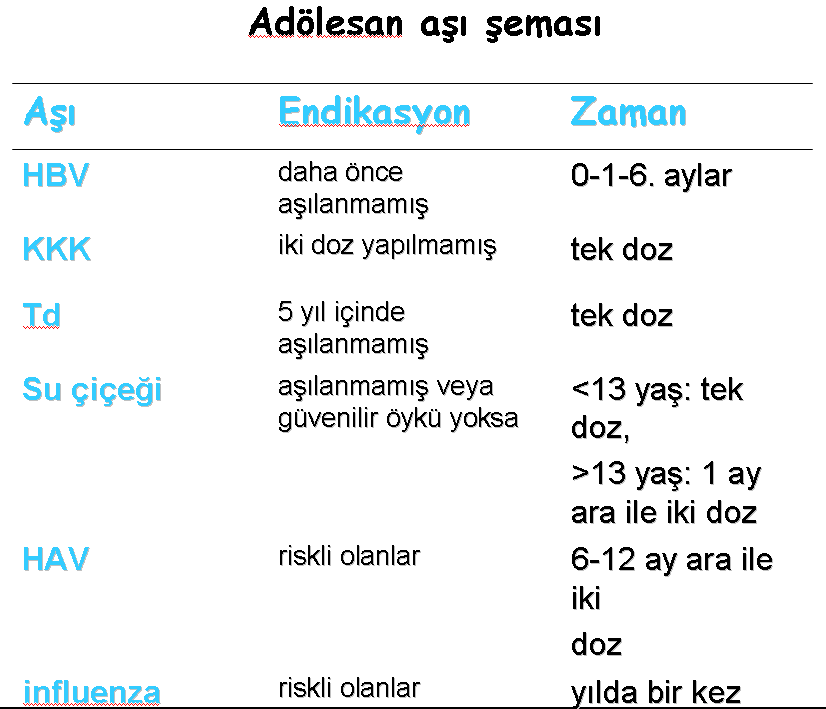 Adölesan aşı şeması
Aşı Endikasyon Zaman
HBV daha önce 0-1-6. aylar
aşılanmamış
KKK iki doz yapılmamış tek doz
Td 5 yıl içinde tek doz
aşılanmamış
Su çiçeği aşılanmamış veya <13 yaş: tek
güvenilir öykü yoksa doz,
>13 yaş: 1 ay
ara ile iki doz
HAV riskli olanlar 6-12 ay ara ile
iki
doz
influenza riskli olanlar yılda bir kez